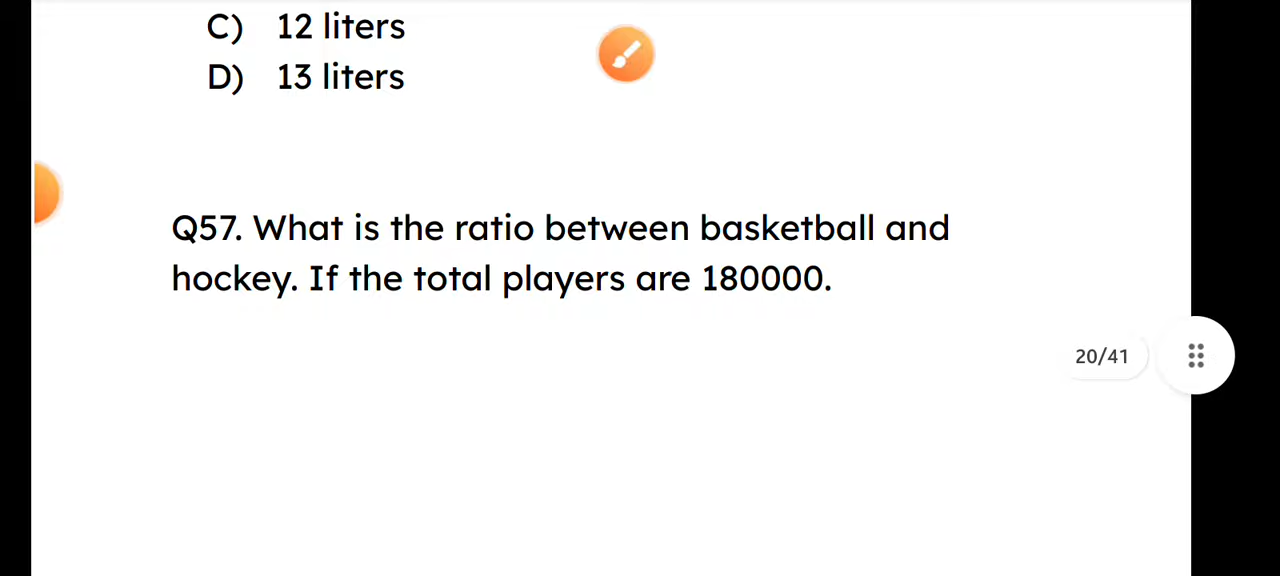 C) 12 liters
D) 13 liters
Q57. What is the ratio between basketball and
hockey. If the total players are 180000.
20/41